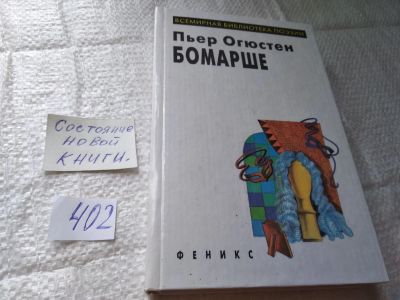 ВСЕМИРНАЯ БИБЛИОТЕКА ПОЭЗИИ
Пьер Огюстен
БОМАРШЕ
ФЕНИКС
Состояние
новой
книги.
402